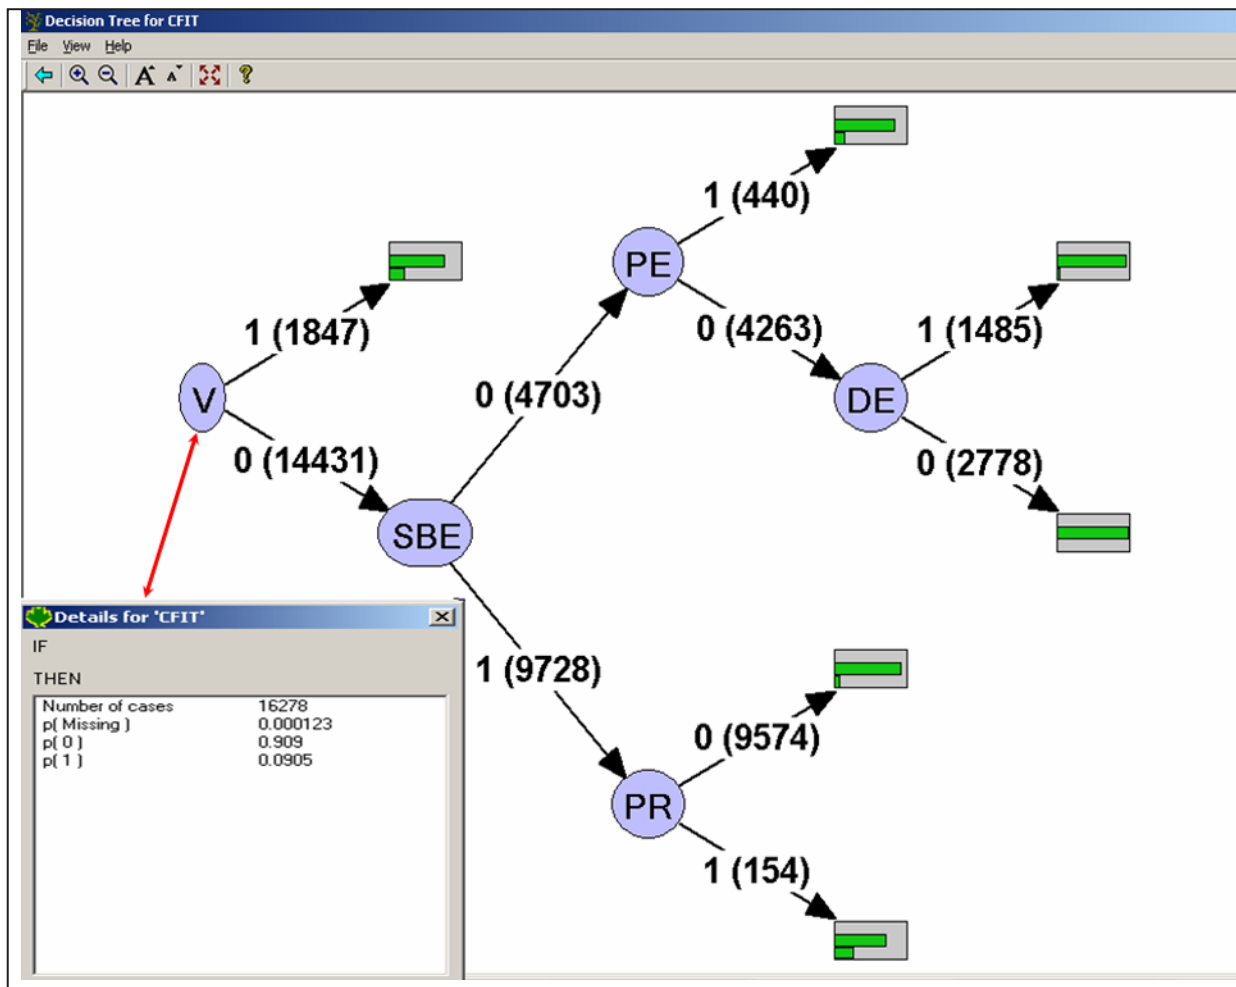 Decision Tree for CFIT
File View Help
A A ?
1 (440)
PE
1 (1847)
0 (4263)
1 (1485)
V
0 (4703)
DE
0 (14431)
0 (2778)
SBE
Details for 'CFIT'
IF
THEN
Number of cases 16278
p( Missing ) 0.000123
p( 0 ) 0.909
p( 1 ) 0.0905
1 (9728)
0 (9574)
PR
1 (154)